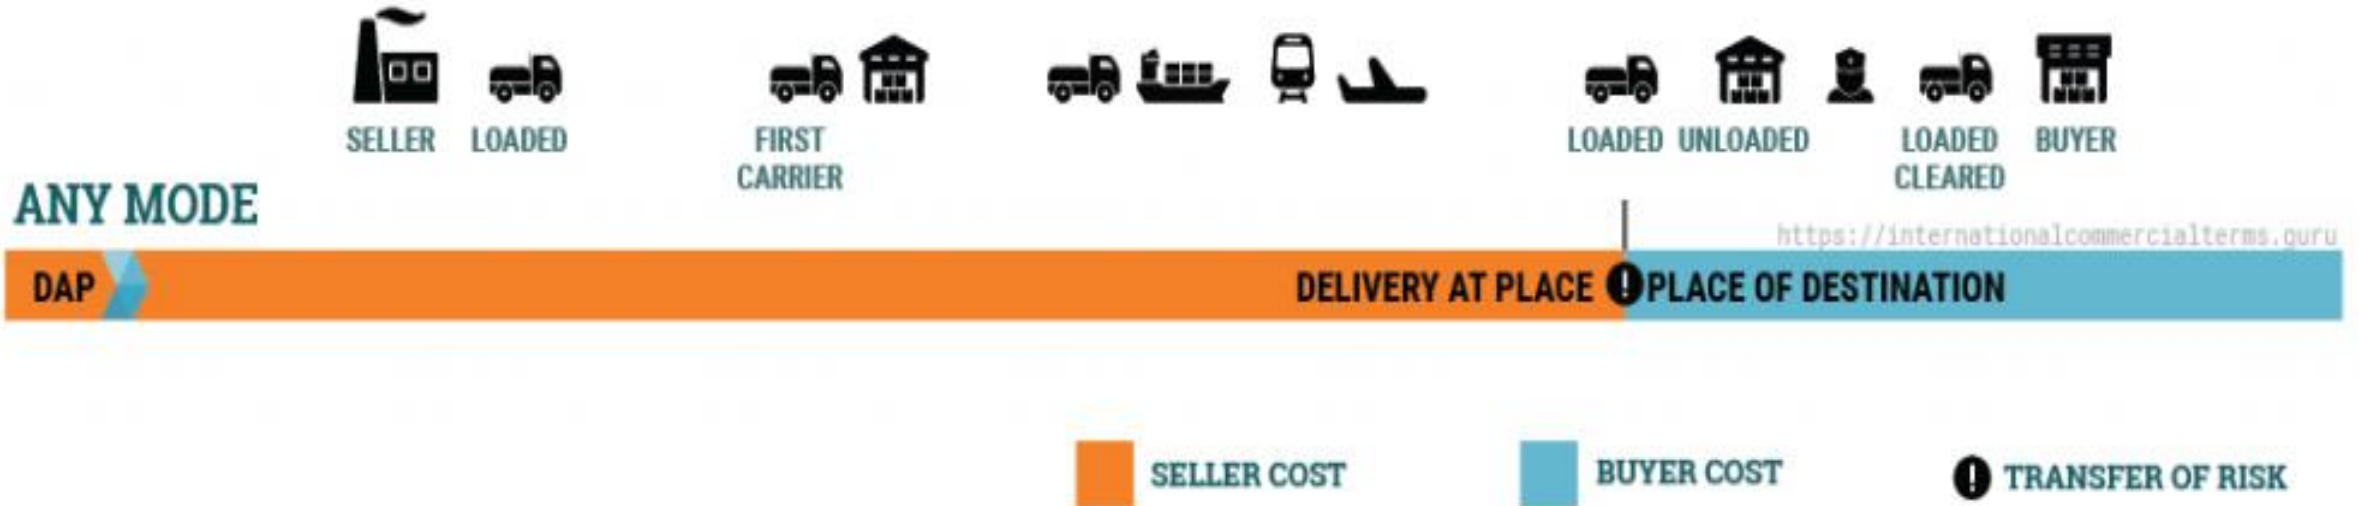 SELLER LOADED FIRST CARRIER LOADED UNLOADED LOADED CLEARED BUYER
ANY MODE
https://internationalcommercialterms.guru
DAP DELIVERY AT PLACE ! PLACE OF DESTINATION
SELLER COST BUYER COST ! TRANSFER OF RISK